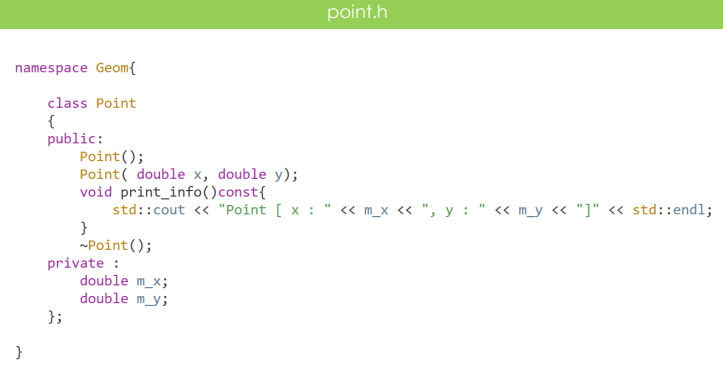 point.h
namespace Geom{
class Point
{
public:
Point();
Point( double x, double y);
void print_info()const{
std::cout << "Point [ x : " << m_x << ", y : " << m_y << "]" << std::endl;
}
~Point();
private :
double m_x;
double m_y;
};
}